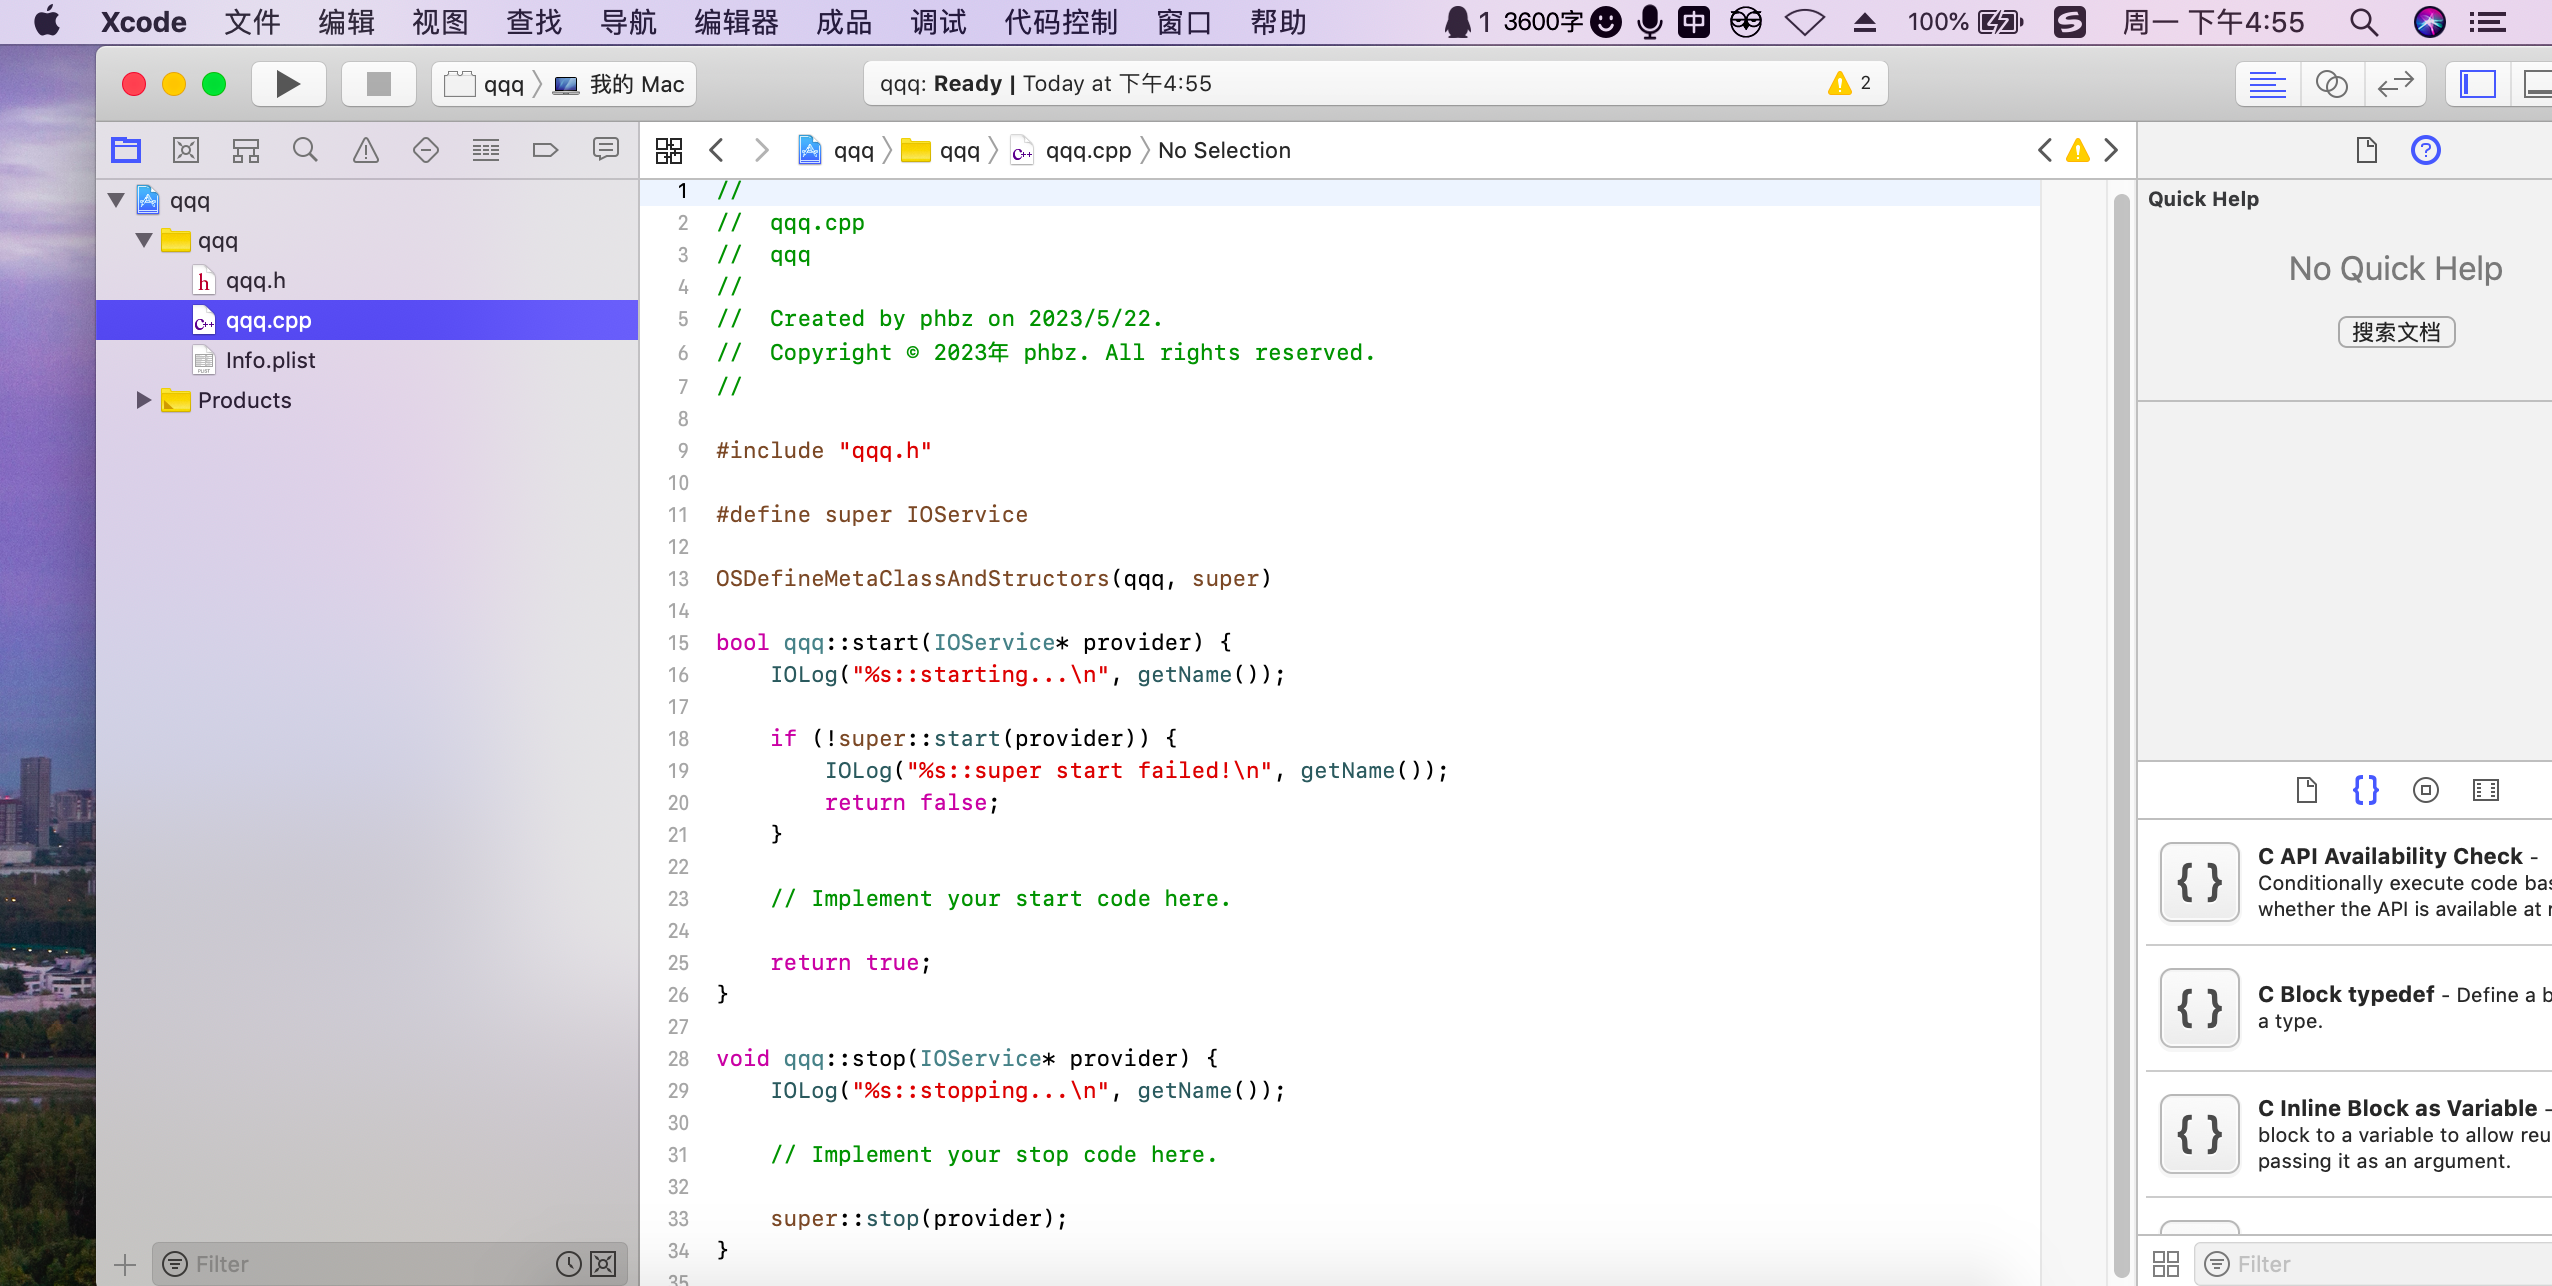 Xcode 文件 编辑 视图 查找 导航 编辑器 成品 调试 代码控制 窗口 帮助 1 3600字 中 100% 周一 下午4:55
qqq 我的 Mac qqq: Ready | Today at 下午4:55 2
qqq qqq qqq.cpp No Selection
qqq
qqq
qqq.h
qqq.cpp
Info.plist
Products
Filter
1 //
2 //  qqq.cpp
3 //  qqq
4 //
5 //  Created by phbz on 2023/5/22.
6 //  Copyright © 2023年 phbz. All rights reserved.
7 //
8
9 #include "qqq.h"
10
11 #define super IOService
12
13 OSDefineMetaClassAndStructors(qqq, super)
14
15 bool qqq::start(IOService* provider) {
16     IOLog("%s::starting...\n", getName());
17
18     if (!super::start(provider)) {
19         IOLog("%s::super start failed!\n", getName());
20         return false;
21     }
22
23     // Implement your start code here.
24
25     return true;
26 }
27
28 void qqq::stop(IOService* provider) {
29     IOLog("%s::stopping...\n", getName());
30
31     // Implement your stop code here.
32
33     super::stop(provider);
34 }
35
Quick Help
No Quick Help
搜索文档
C API Availability Check -
Conditionally execute code bas
whether the API is available at r
C Block typedef - Define a b
a type.
C Inline Block as Variable -
block to a variable to allow reu
passing it as an argument.
Filter